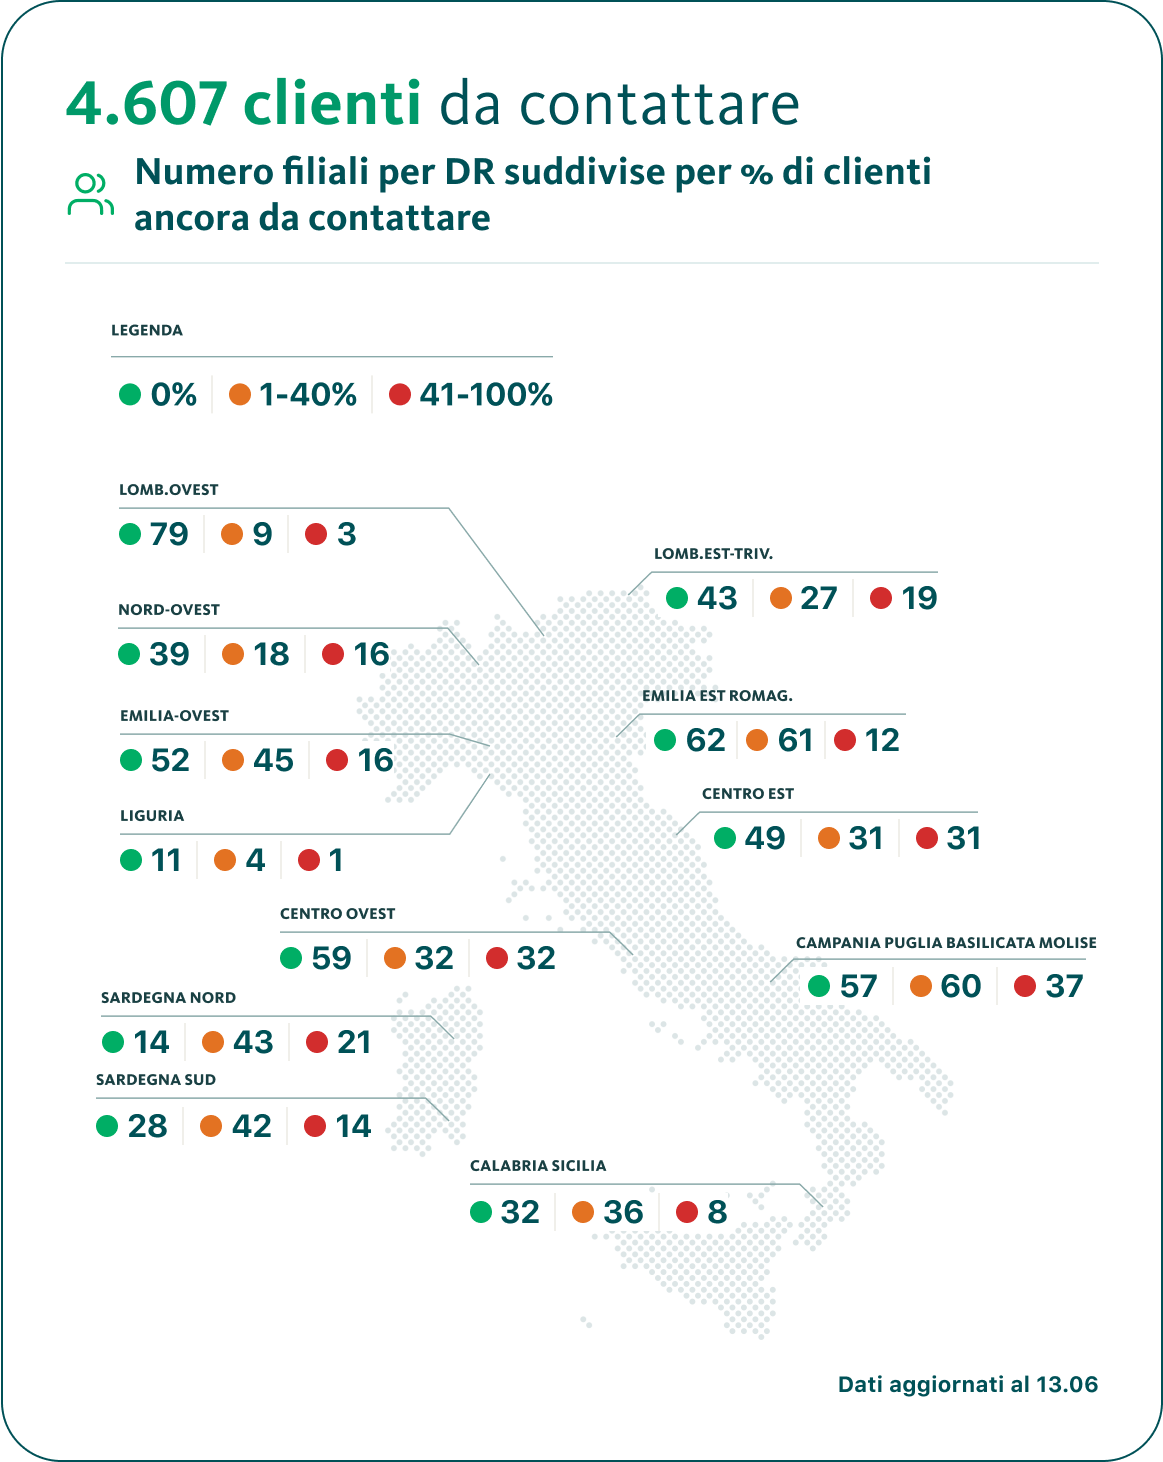 4.607 clienti da contattare
Numero filiali per DR suddivise per % di clienti
ancora da contattare
LEGENDA
0% 1-40% 41-100%
LOMB.OVEST
79 9 3
LOMB.EST-TRIV.
43 27 19
NORD-OVEST
39 18 16
EMILIA EST ROMAG.
62 61 12
EMILIA-OVEST
52 45 16
CENTRO EST
49 31 31
LIGURIA
11 4 1
CENTRO OVEST
59 32 32
CAMPANIA PUGLIA BASILICATA MOLISE
57 60 37
SARDEGNA NORD
14 43 21
SARDEGNA SUD
28 42 14
CALABRIA SICILIA
32 36 8
Dati aggiornati al 13.06